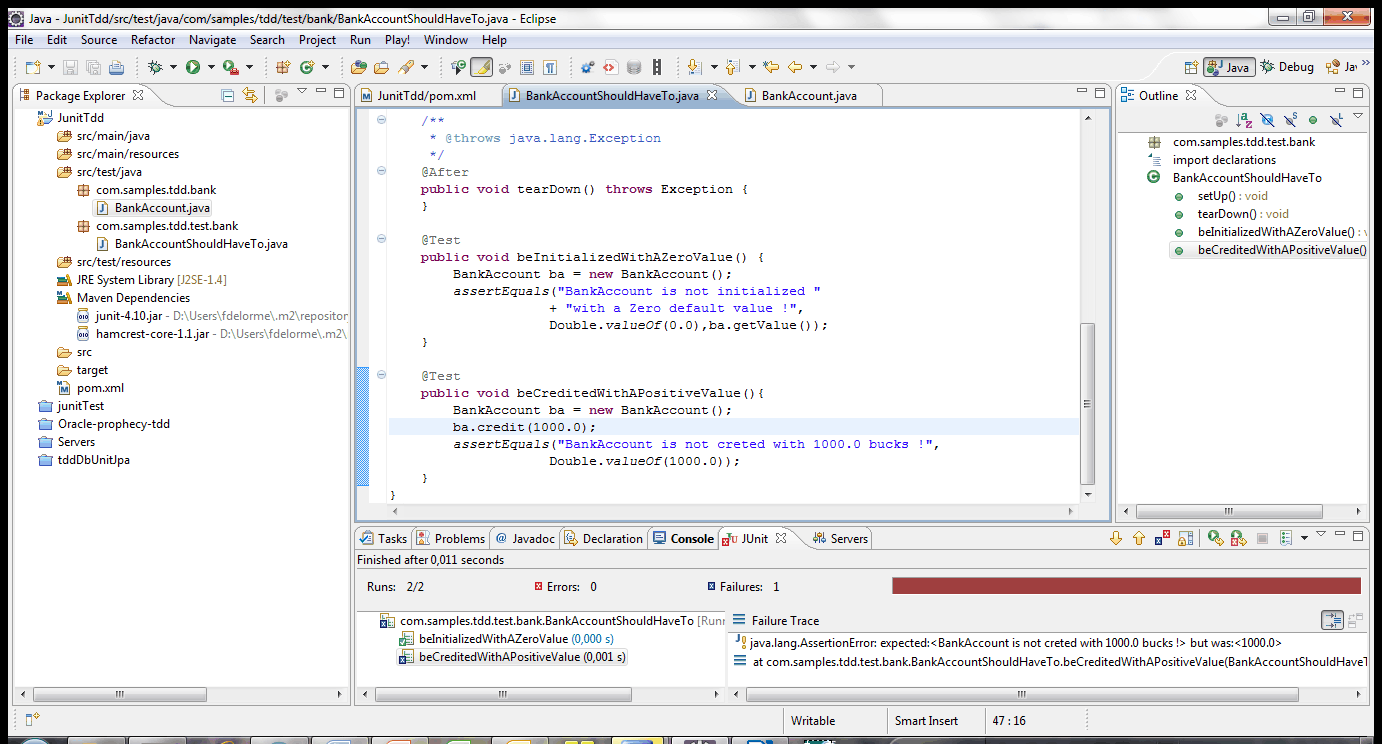 Java - JunitTdd/src/test/java/com/samples/tdd/test/bank/BankAccountShouldHaveTo.java - Eclipse
File Edit Source Refactor Navigate Search Project Run Play! Window Help
Java Debug Ja
Package Explorer
JunitTdd
src/main/java
src/main/resources
src/test/java
com.samples.tdd.bank
BankAccount.java
com.samples.tdd.test.bank
BankAccountShouldHaveTo.java
src/test/resources
JRE System Library [J2SE-1.4]
Maven Dependencies
junit-4.10.jar - D:\Users\fdelorme\.m2\repositor
hamcrest-core-1.1.jar - D:\Users\fdelorme\.m2\
src
target
pom.xml
junitTest
Oracle-prophecy-tdd
Servers
tddDbUnitJpa
JunitTdd/pom.xml BankAccountShouldHaveTo.java BankAccount.java
/**
* @throws java.lang.Exception
*/
@After
public void tearDown() throws Exception {
}
@Test
public void beInitializedWithAZeroValue() {
BankAccount ba = new BankAccount();
assertEquals("BankAccount is not initialized "
+ "with a Zero default value !",
Double.valueOf(0.0),ba.getValue());
}
@Test
public void beCreditedWithAPositiveValue(){
BankAccount ba = new BankAccount();
ba.credit(1000.0);
assertEquals("BankAccount is not creted with 1000.0 bucks !",
Double.valueOf(1000.0));
}
}
Outline
com.samples.tdd.test.bank
import declarations
BankAccountShouldHaveTo
setUp() : void
tearDown() : void
beInitializedWithAZeroValue() :
beCreditedWithAPositiveValue()
Tasks Problems @ Javadoc Declaration Console JUnit Servers
Finished after 0,011 seconds
Runs: 2/2 Errors: 0 Failures: 1
com.samples.tdd.test.bank.BankAccountShouldHaveTo [Runn
beInitializedWithAZeroValue (0,000 s)
beCreditedWithAPositiveValue (0,001 s)
Failure Trace
java.lang.AssertionError: expected:<BankAccount is not creted with 1000.0 bucks !> but was:<1000.0>
at com.samples.tdd.test.bank.BankAccountShouldHaveTo.beCreditedWithAPositiveValue(BankAccountShouldHaveT
Writable Smart Insert 47 : 16